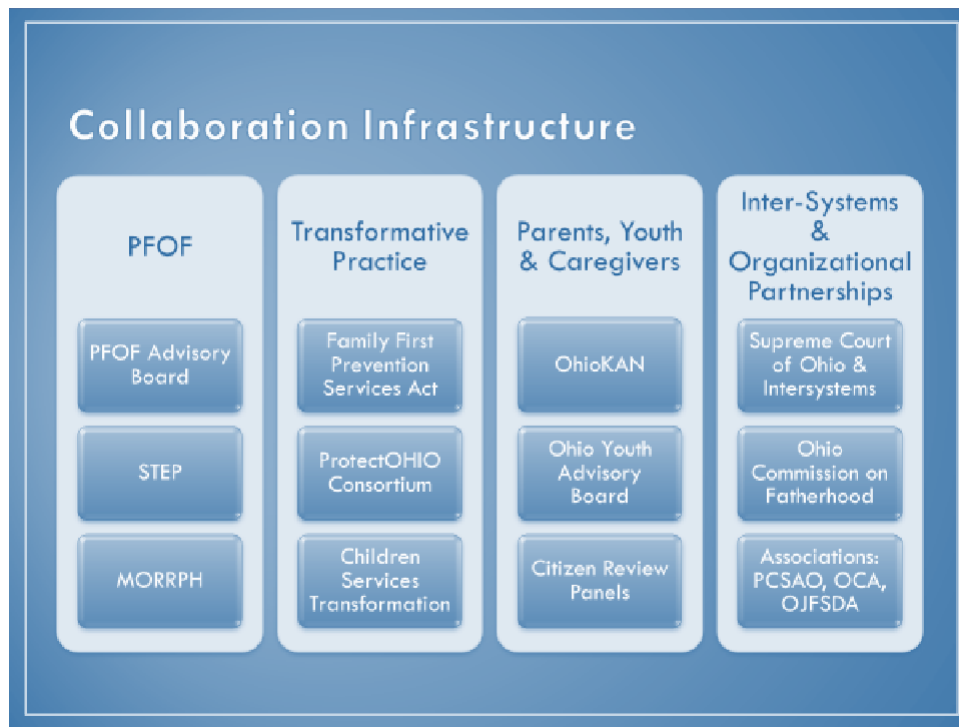 Collaboration Infrastructure
PFOF
PFOF Advisory
Board
STEP
MORRPH
Transformative
Practice
Family First
Prevention
Services Act
ProtectOHIO
Consortium
Children
Services
Transformation
Parents, Youth
& Caregivers
OhioKAN
Ohio Youth
Advisory
Board
Citizen Review
Panels
Inter-Systems
&
Organizational
Partnerships
Supreme Court
of Ohio &
Intersystems
Ohio
Commission on
Fatherhood
Associations:
PCSAO, OCA,
OJFSDA